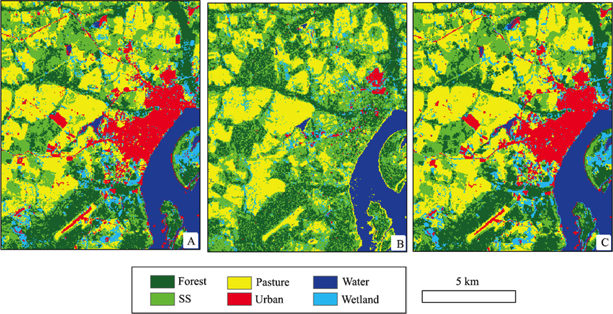 A B C
Forest Pasture Water 5 km
SS Urban Wetland